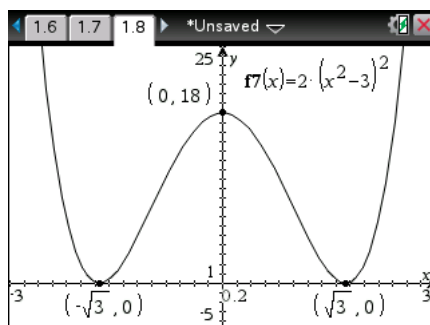 1.6 1.7 1.8 *Unsaved
25 y
f7(x)=2·(x²-3)²
(0,18)
1
x
-3 0.2 3
(-√3,0) (√3,0)
-5